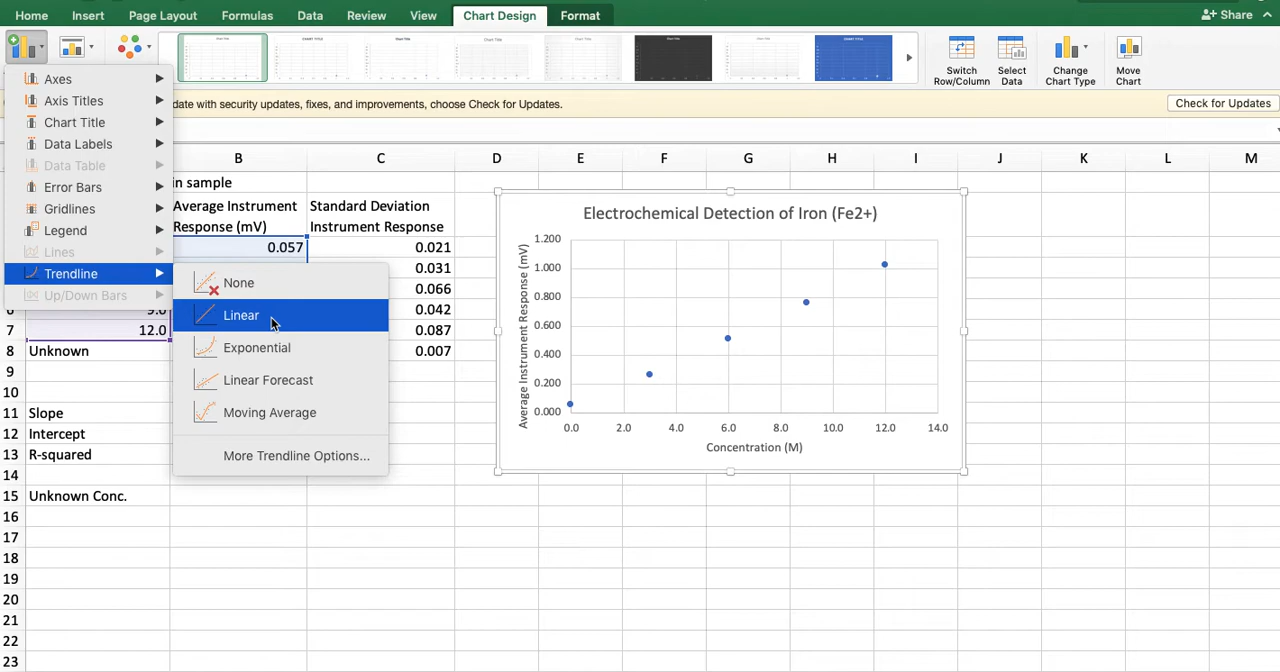 Home Insert Page Layout Formulas Data Review View Chart Design Format Share
Switch Row/Column
Select Data
Change Chart Type
Move Chart
Axes
Axis Titles
Chart Title
Data Labels
Data Table
Error Bars
Gridlines
Legend
Lines
Trendline
Up/Down Bars
None
Linear
Exponential
Linear Forecast
Moving Average
More Trendline Options...
date with security updates, fixes, and improvements, choose Check for Updates.
Check for Updates
B C D E F G H I J K L M
in sample
Average Instrument Standard Deviation
Response (mV) Instrument Response
0.057 0.021
0.031
0.066
0.042
7 12.0 0.087
8 Unknown 0.007
9
10
11 Slope
12 Intercept
13 R-squared
14
15 Unknown Conc.
16
17
18
19
20
21
22
23
Electrochemical Detection of Iron (Fe2+)
Average Instrument Response (mV)
1.200
1.000
0.800
0.600
0.400
0.200
0.000
0.0 2.0 4.0 6.0 8.0 10.0 12.0 14.0
Concentration (M)